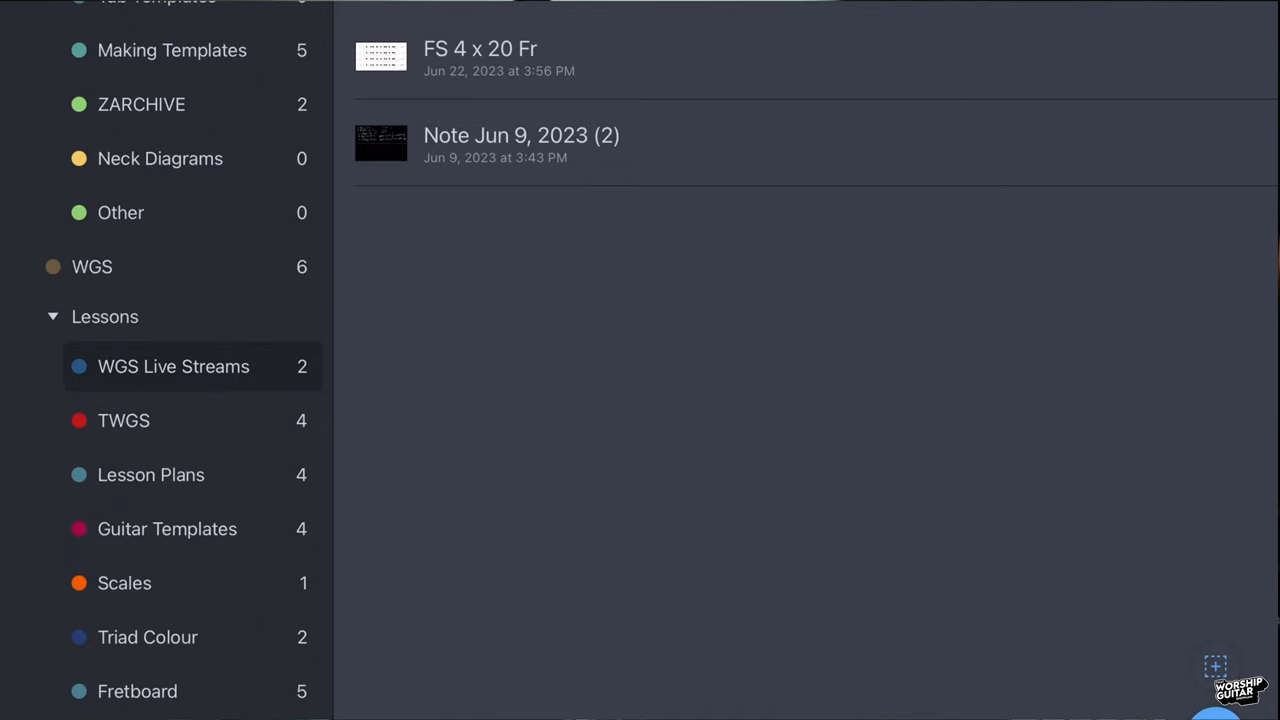 Tab Templates
Making Templates 5
ZARCHIVE 2
Neck Diagrams 0
Other 0
WGS 6
Lessons
WGS Live Streams 2
TWGS 4
Lesson Plans 4
Guitar Templates 4
Scales 1
Triad Colour 2
Fretboard 5
FS 4 x 20 Fr
Jun 22, 2023 at 3:56 PM
Note Jun 9, 2023 (2)
Jun 9, 2023 at 3:43 PM
WORSHIP
GUITAR